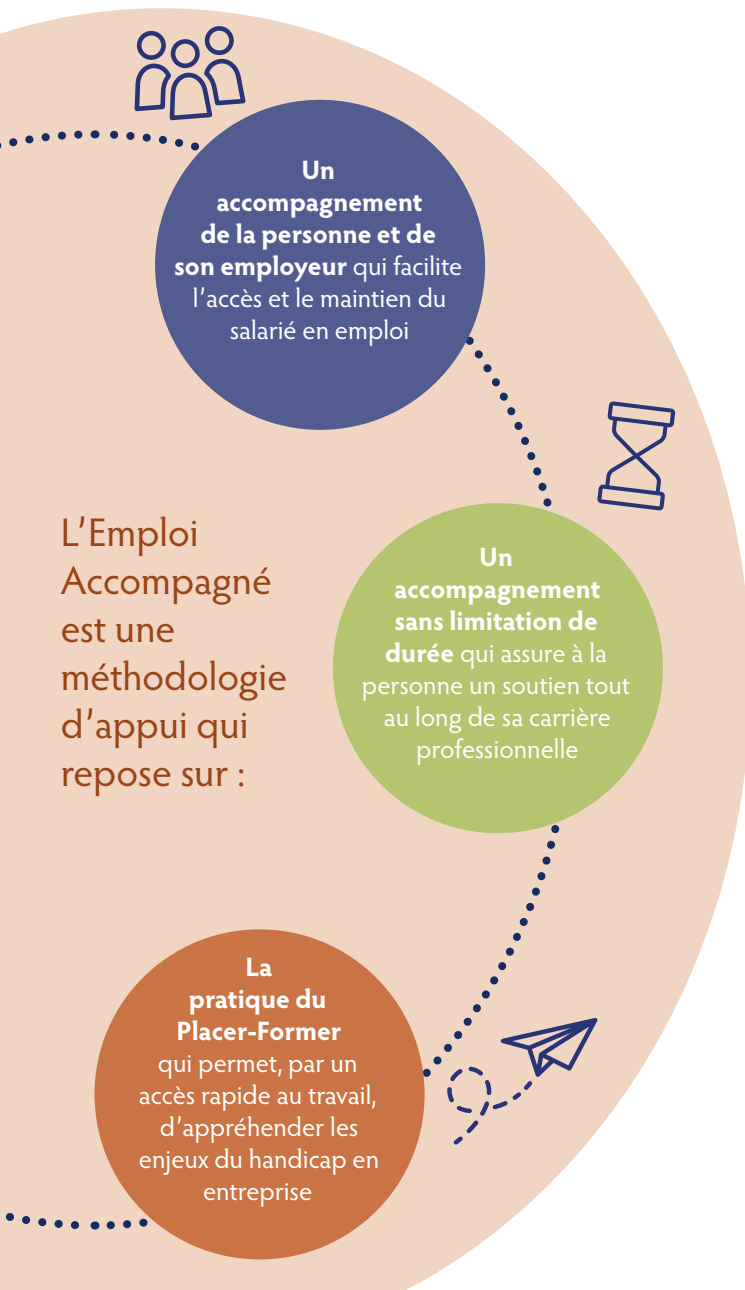 Un
accompagnement
de la personne et de
son employeur qui facilite
l'accès et le maintien du
salarié en emploi
L'Emploi
Accompagné
est une
méthodologie
d'appui qui
repose sur :
Un
accompagnement
sans limitation de
durée qui assure à la
personne un soutien tout
au long de sa carrière
professionnelle
La
pratique du
Placer-Former
qui permet, par un
accès rapide au travail,
d'appréhender les
enjeux du handicap en
entreprise